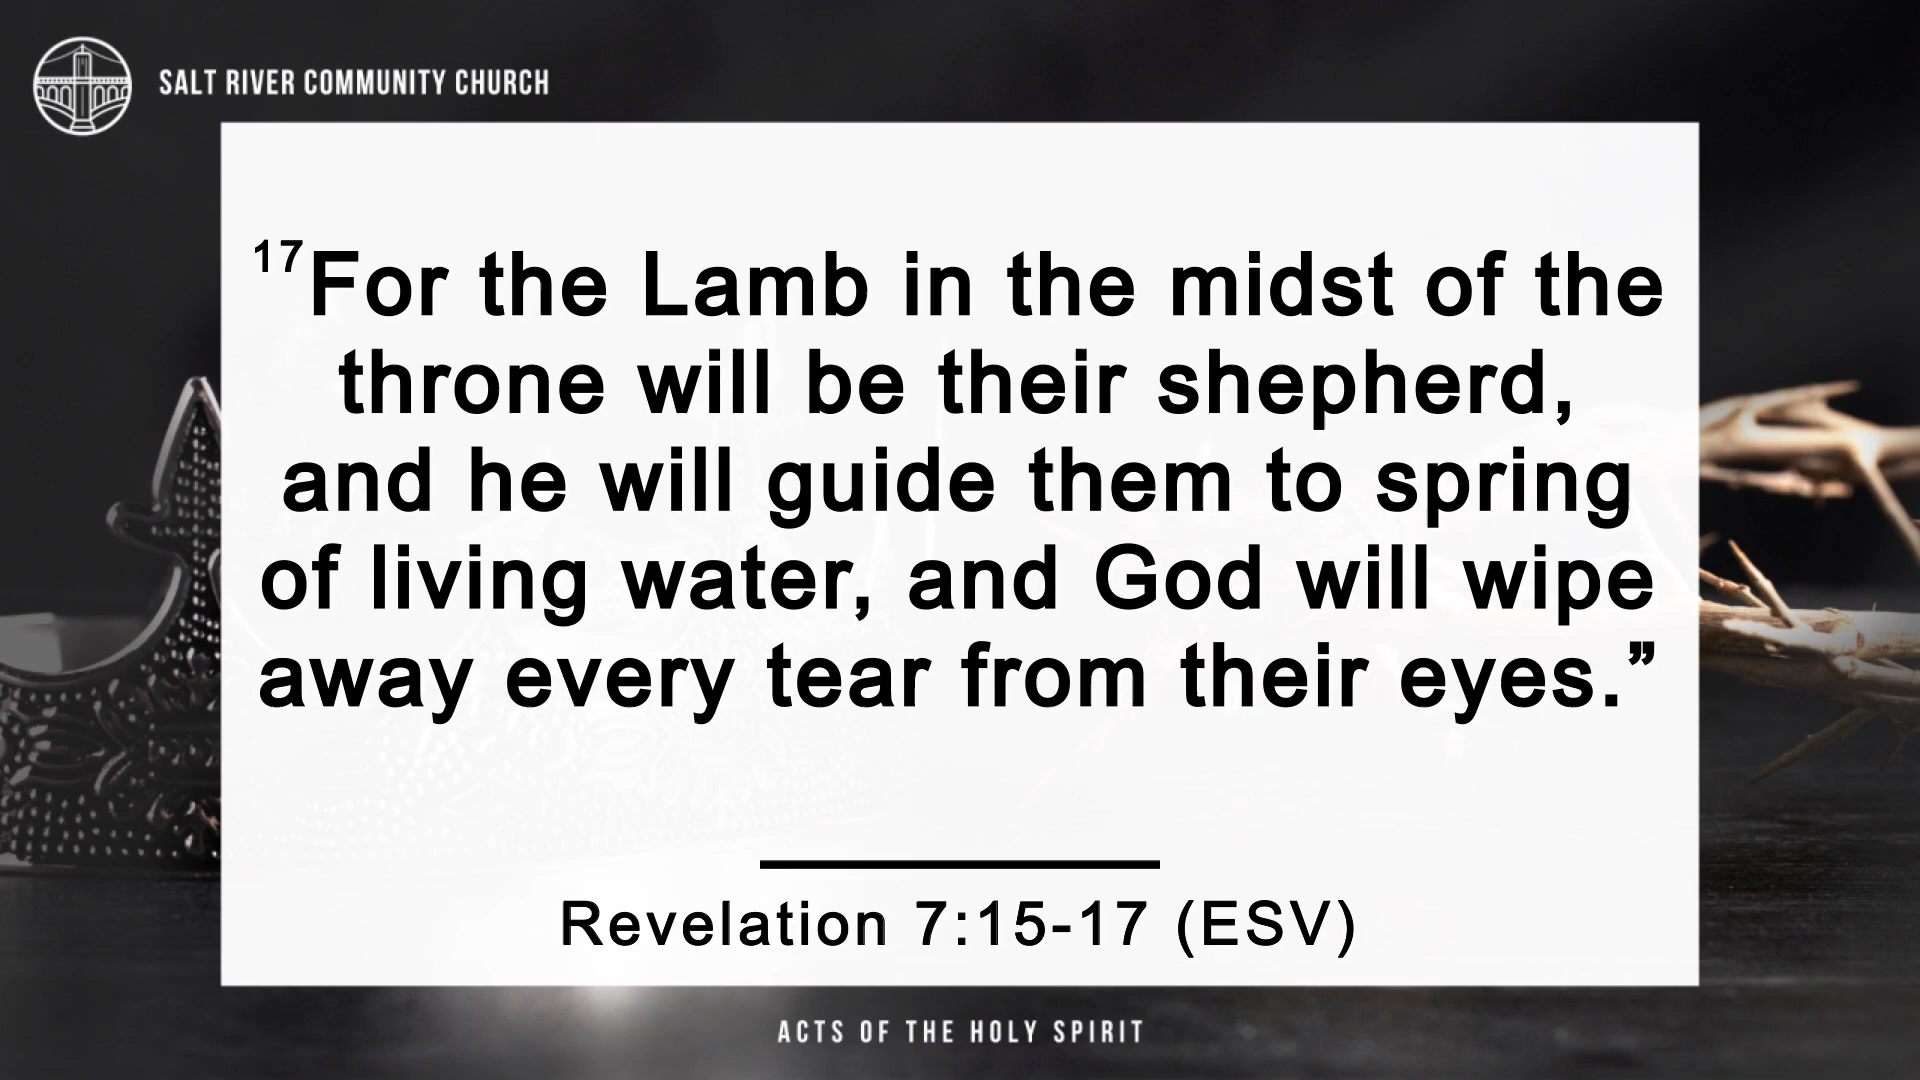 SALT RIVER COMMUNITY CHURCH
17For the Lamb in the midst of the
throne will be their shepherd,
and he will guide them to spring
of living water, and God will wipe
away every tear from their eyes.”
Revelation 7:15-17 (ESV)
ACTS OF THE HOLY SPIRIT